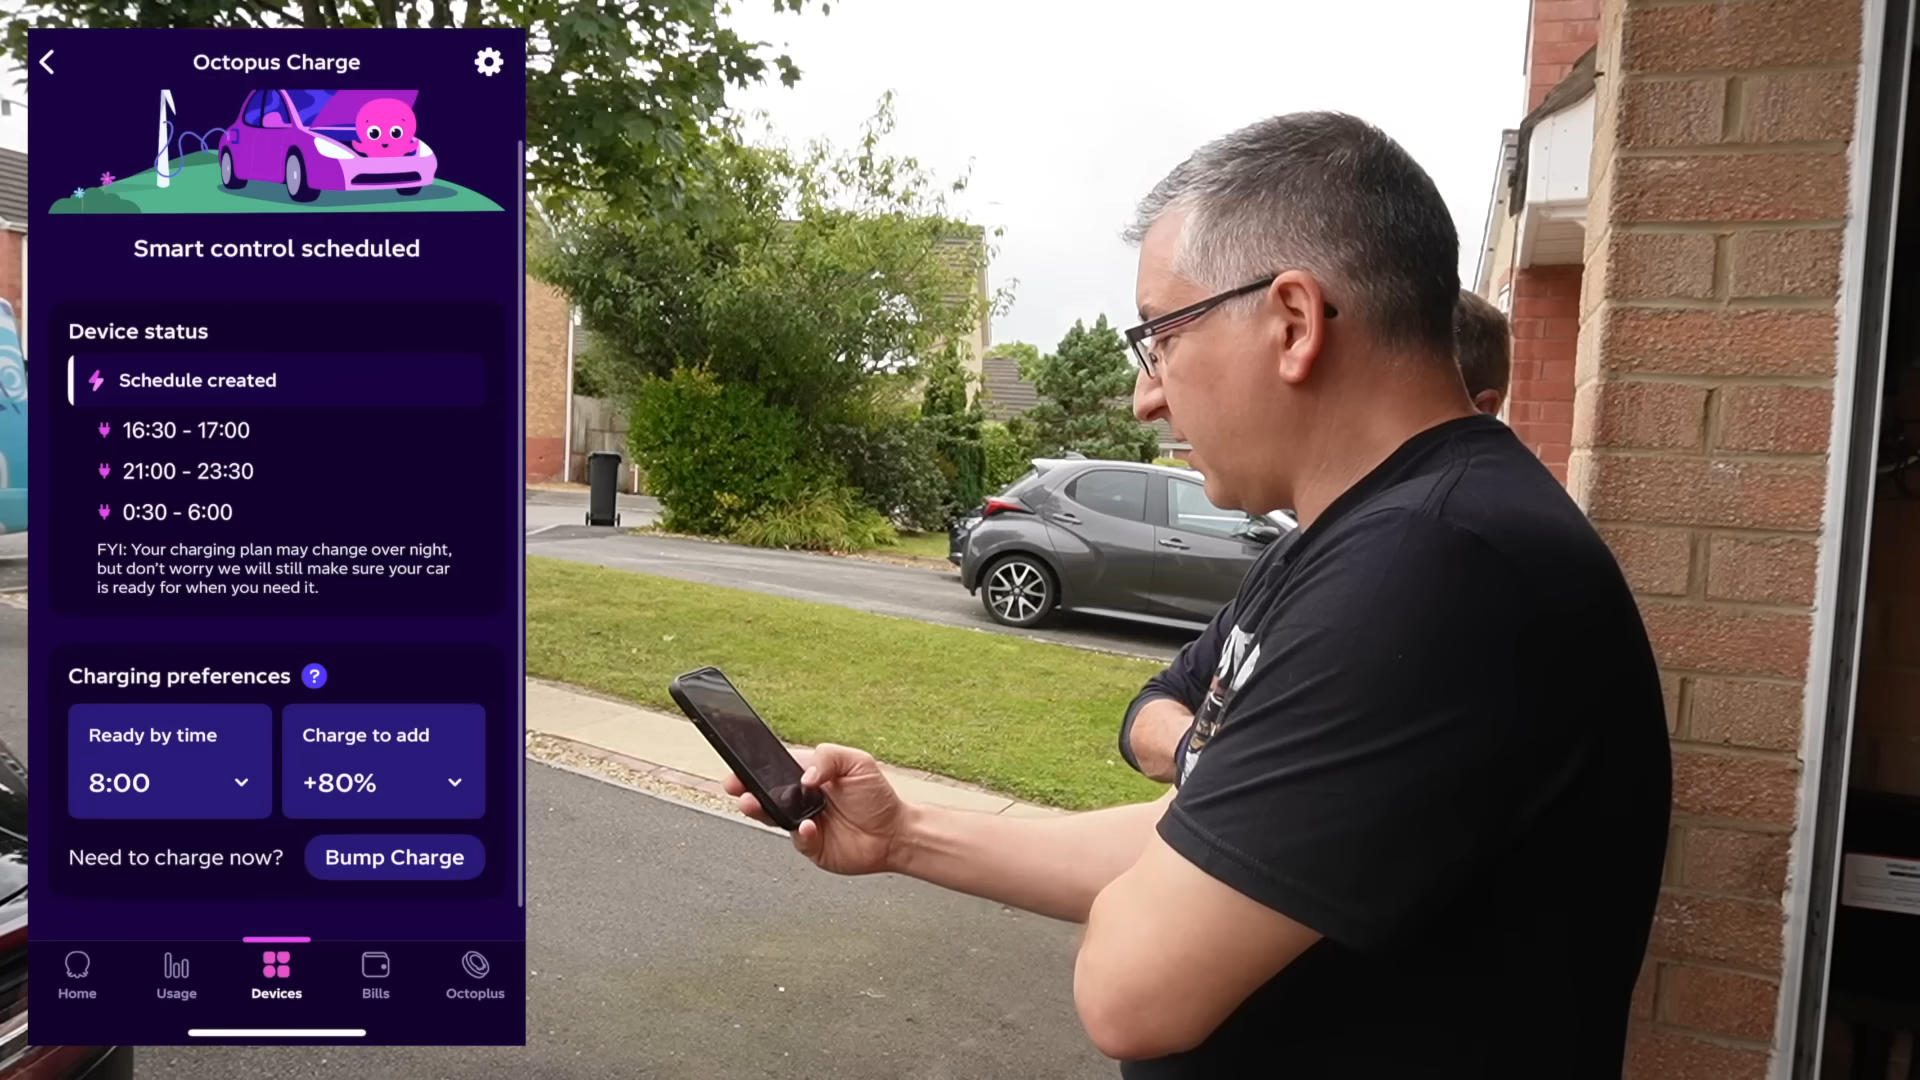 Octopus Charge
Smart control scheduled
Device status
Schedule created
16:30 - 17:00
21:00 - 23:30
0:30 - 6:00
FYI: Your charging plan may change over night,
but don't worry we will still make sure your car
is ready for when you need it.
Charging preferences ?
Ready by time
8:00
Charge to add
+80%
Need to charge now? Bump Charge
Home Usage Devices Bills Octoplus